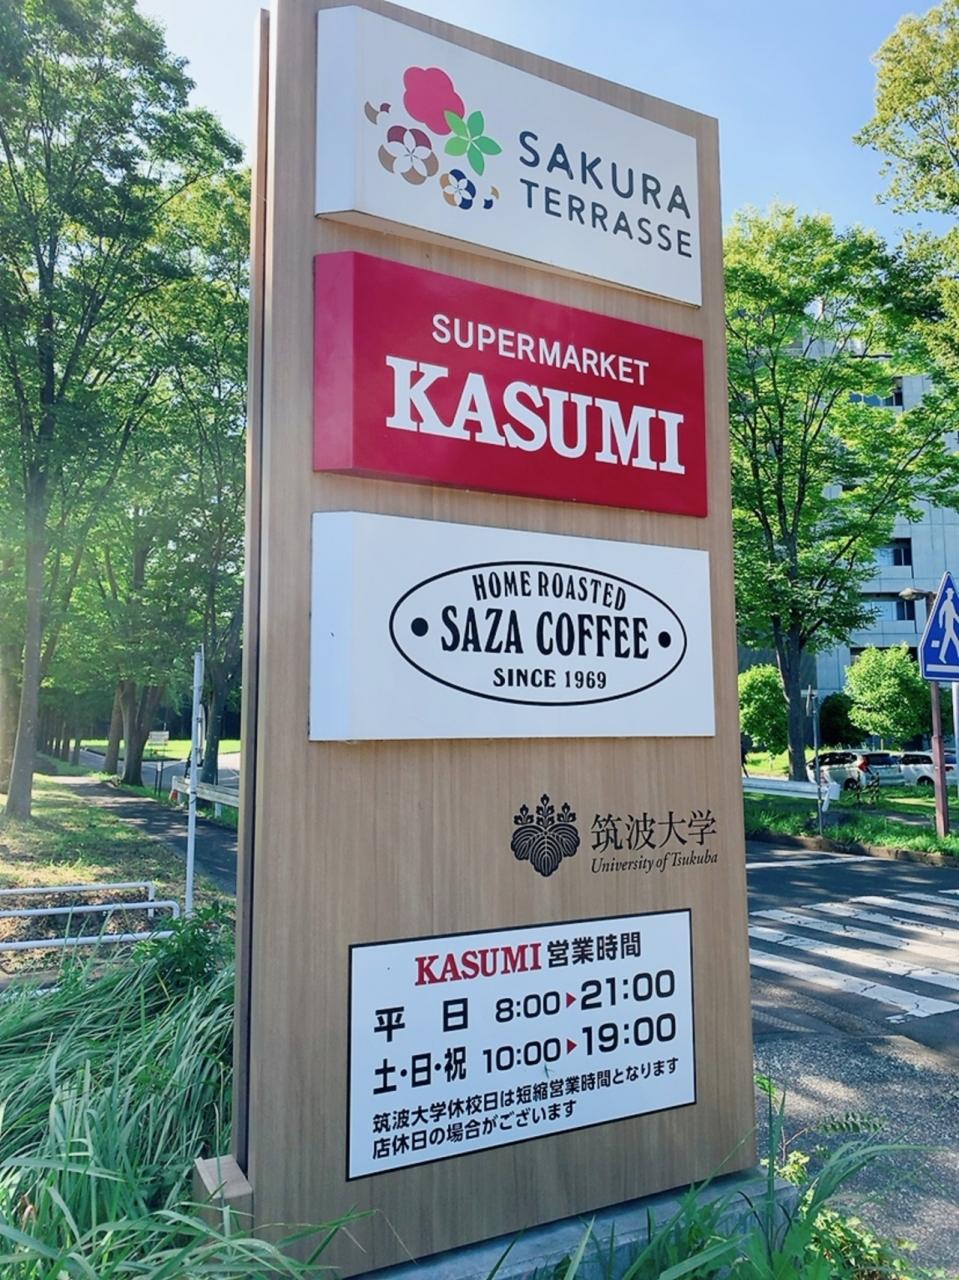 SAKURA
TERRASSE
SUPERMARKET
KASUMI
HOME ROASTED
• SAZA COFFEE •
SINCE 1969
筑波大学
University of Tsukuba
KASUMI 営業時間
平 日 8:00▶21:00
土・日・祝 10:00▶19:00
筑波大学休校日は短縮営業時間となります
店休日の場合がございます